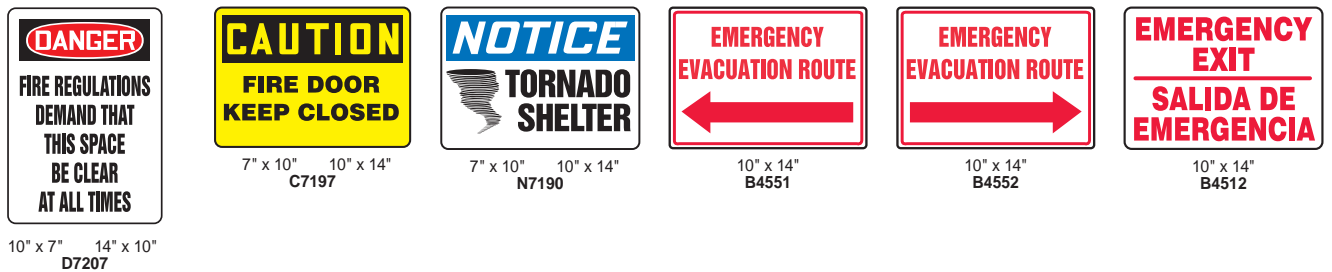 DANGER
FIRE REGULATIONS
DEMAND THAT
THIS SPACE
BE CLEAR
AT ALL TIMES
10" x 7" 14" x 10"
D7207
CAUTION
FIRE DOOR
KEEP CLOSED
7" x 10" 10" x 14"
C7197
NOTICE
TORNADO
SHELTER
7" x 10" 10" x 14"
N7190
EMERGENCY
EVACUATION ROUTE
10" x 14"
B4551
EMERGENCY
EVACUATION ROUTE
10" x 14"
B4552
EMERGENCY
EXIT
SALIDA DE
EMERGENCIA
10" x 14"
B4512